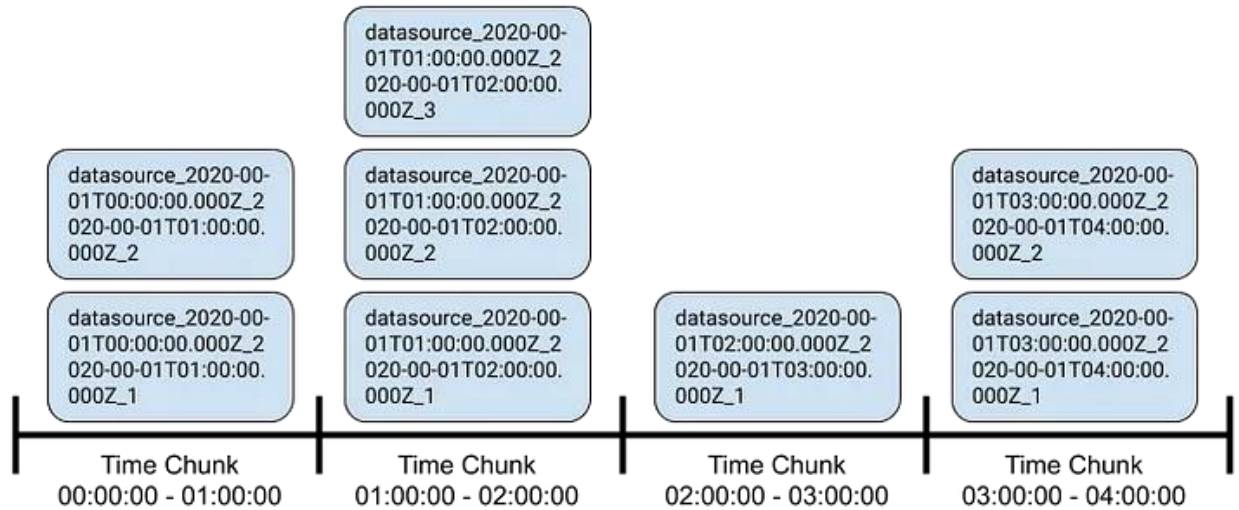 datasource_2020-00-
01T01:00:00.000Z_2
020-00-01T02:00:00.
000Z_3
datasource_2020-00-
01T00:00:00.000Z_2
020-00-01T01:00:00.
000Z_2
datasource_2020-00-
01T01:00:00.000Z_2
020-00-01T02:00:00.
000Z_2
datasource_2020-00-
01T03:00:00.000Z_2
020-00-01T04:00:00.
000Z_2
datasource_2020-00-
01T00:00:00.000Z_2
020-00-01T01:00:00.
000Z_1
datasource_2020-00-
01T01:00:00.000Z_2
020-00-01T02:00:00.
000Z_1
datasource_2020-00-
01T02:00:00.000Z_2
020-00-01T03:00:00.
000Z_1
datasource_2020-00-
01T03:00:00.000Z_2
020-00-01T04:00:00.
000Z_1
Time Chunk
00:00:00 - 01:00:00
Time Chunk
01:00:00 - 02:00:00
Time Chunk
02:00:00 - 03:00:00
Time Chunk
03:00:00 - 04:00:00